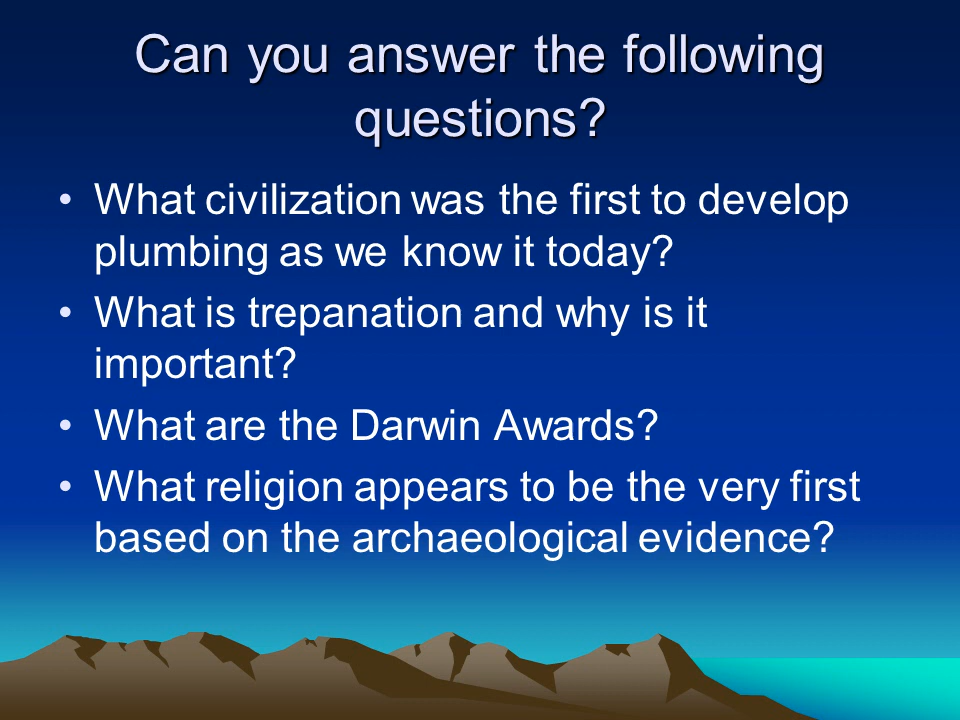 Can you answer the following
questions?
• What civilization was the first to develop
plumbing as we know it today?
• What is trepanation and why is it
important?
• What are the Darwin Awards?
• What religion appears to be the very first
based on the archaeological evidence?